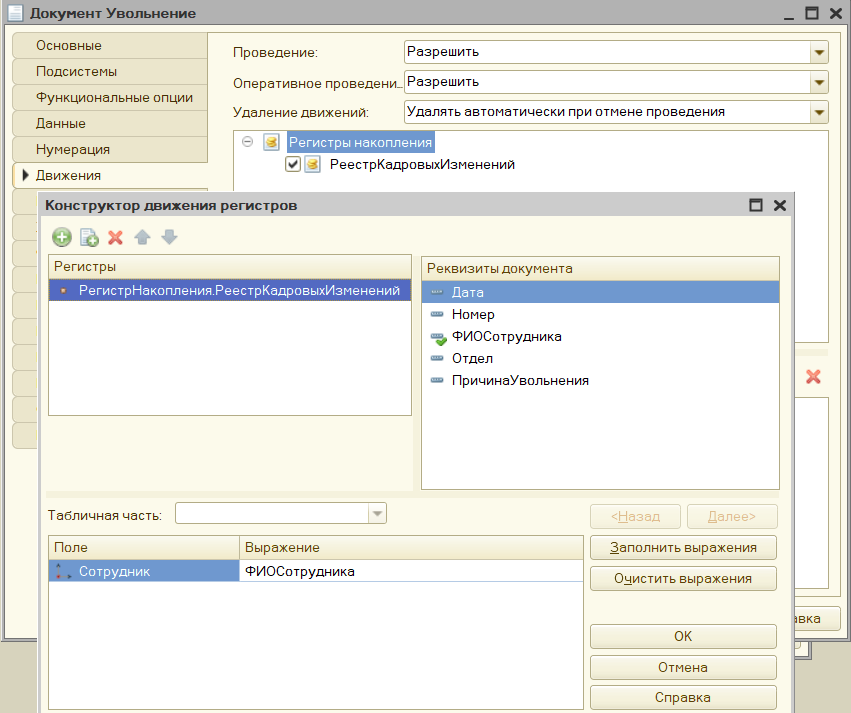 Документ Увольнение
Основные
Подсистемы
Функциональные опции
Данные
Нумерация
Движения
Проведение:
Разрешить
Оперативное проведени...
Разрешить
Удаление движений:
Удалять автоматически при отмене проведения
Регистры накопления
РеестрКадровыхИзменений
Конструктор движения регистров
Регистры
РегистрНакопления.РеестрКадровыхИзменений
Реквизиты документа
Дата
Номер
ФИОСотрудника
Отдел
ПричинаУвольнения
Табличная часть:
<Назад
Далее>
Поле
Выражение
Сотрудник
ФИОСотрудника
Заполнить выражения
Очистить выражения
OK
Отмена
Справка
авка